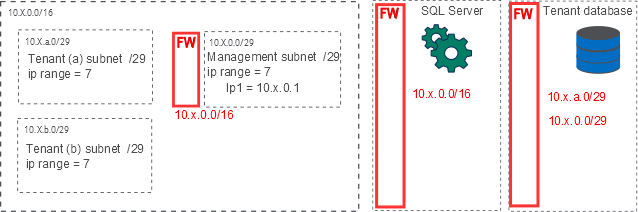 10.X.0.0/16
10.X.a.0/29
Tenant (a) subnet /29
ip range = 7
FW
10.X.0.0/29
Management subnet /29
ip range = 7
Ip1 = 10.x.0.1
10.x.0.0/16
10.X.b.0/29
Tenant (b) subnet /29
ip range = 7
FW
SQL Server
10.x.0.0/16
FW
Tenant database
10.x.a.0/29
10.x.0.0/29